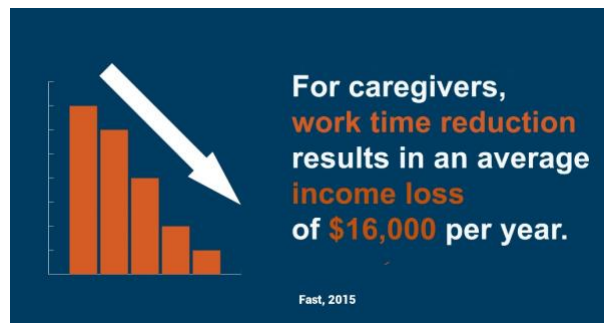 For caregivers,
work time reduction
results in an average
income loss
of $16,000 per year.
Fast, 2015